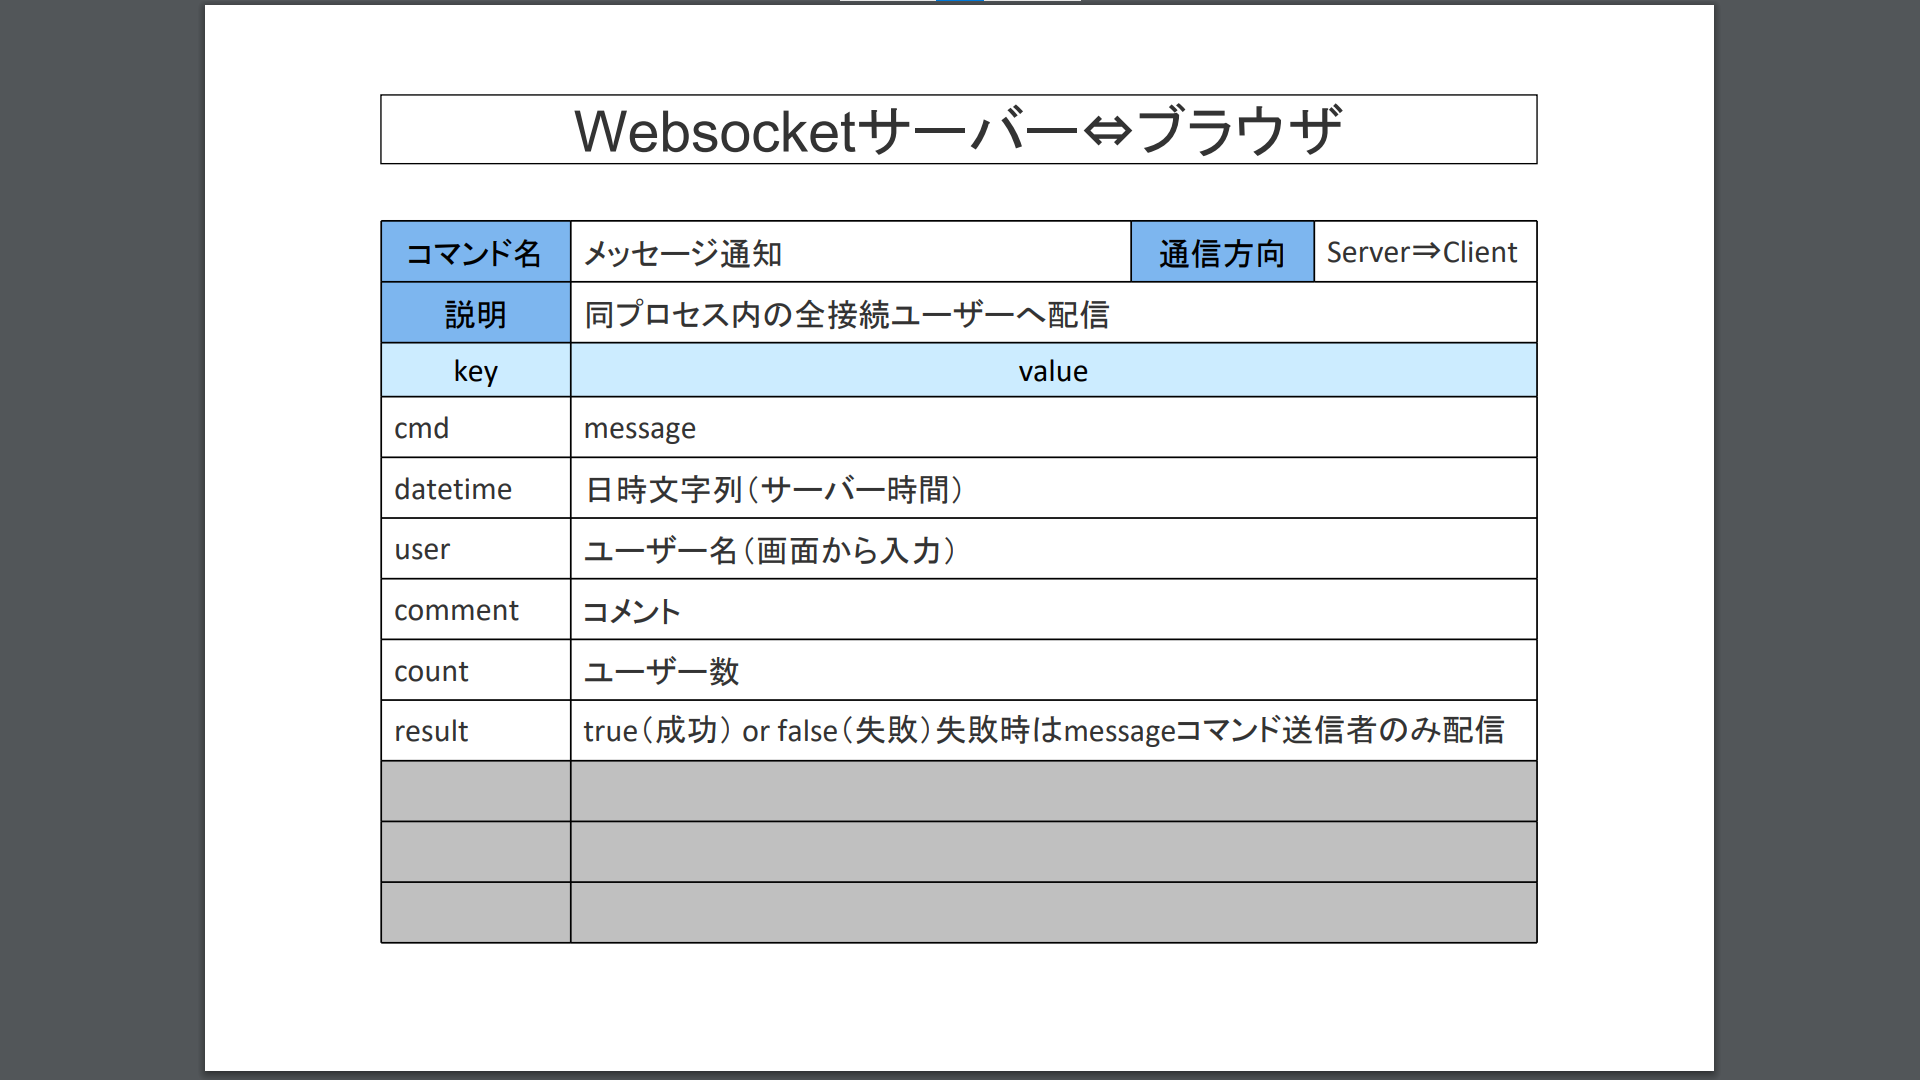 Websocketサーバー⇔ブラウザ
コマンド名 メッセージ通知 通信方向 Server⇒Client
説明 同プロセス内の全接続ユーザーへ配信
key value
cmd message
datetime 日時文字列（サーバー時間）
user ユーザー名（画面から入力）
comment コメント
count ユーザー数
result true（成功） or false（失敗）失敗時はmessageコマンド送信者のみ配信